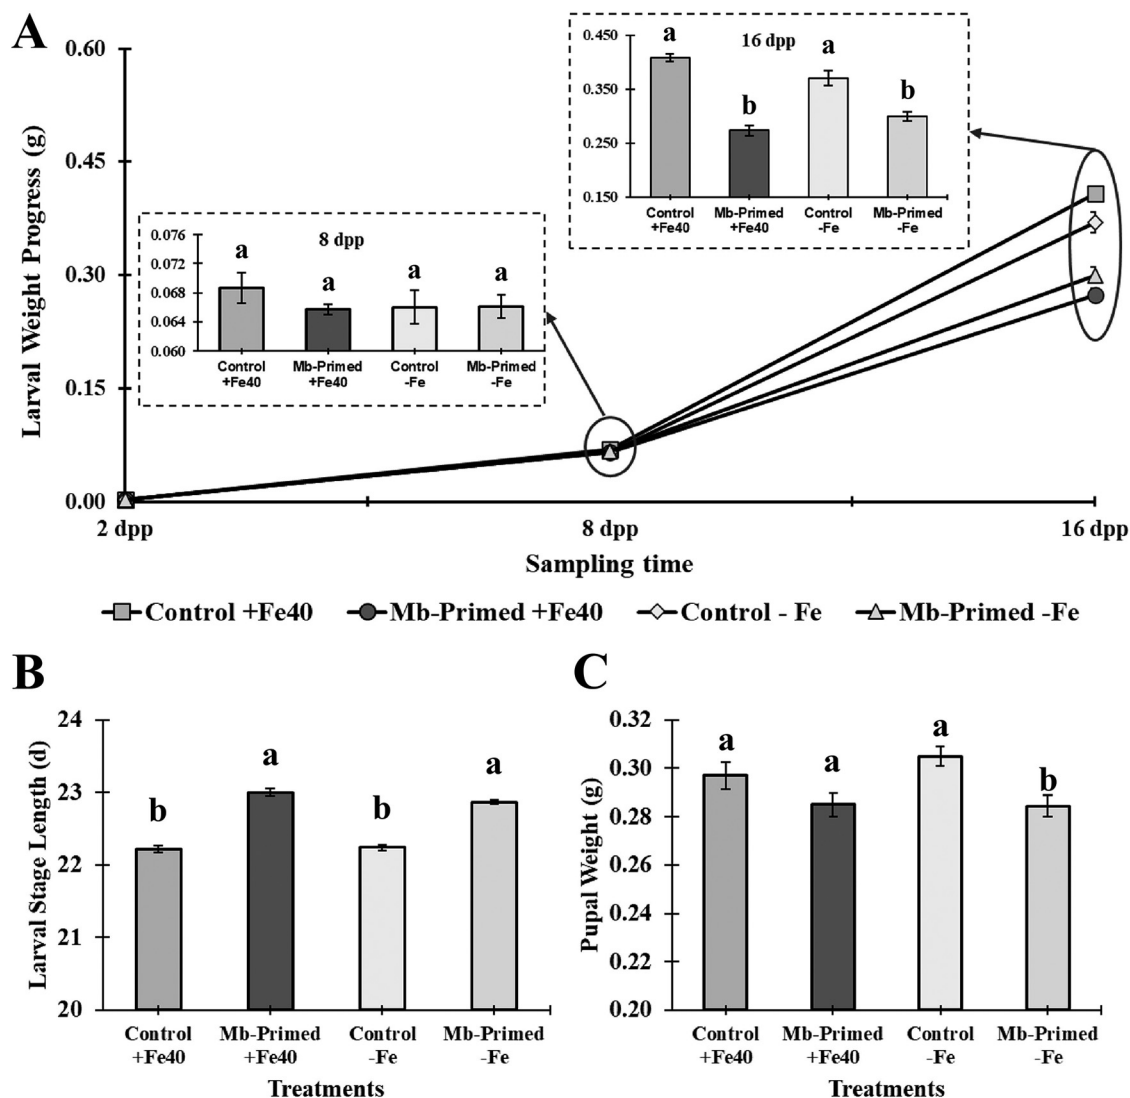 A
0.60
0.45
0.30
0.15
0.00
Larval Weight Progress (g)
16 dpp
0.450
0.350
0.250
0.150
a
b
a
b
Control +Fe40
Mb-Primed +Fe40
Control -Fe
Mb-Primed -Fe
8 dpp
0.076
0.072
0.068
0.064
0.060
a
a
a
a
Control +Fe40
Mb-Primed +Fe40
Control -Fe
Mb-Primed -Fe
2 dpp
8 dpp
16 dpp
Sampling time
Control +Fe40
Mb-Primed +Fe40
Control - Fe
Mb-Primed -Fe
B
24
23
22
21
20
Larval Stage Length (d)
b
a
b
a
Control +Fe40
Mb-Primed +Fe40
Control -Fe
Mb-Primed -Fe
Treatments
C
0.32
0.30
0.28
0.26
0.24
0.22
0.20
Pupal Weight (g)
a
a
a
b
Control +Fe40
Mb-Primed +Fe40
Control -Fe
Mb-Primed -Fe
Treatments